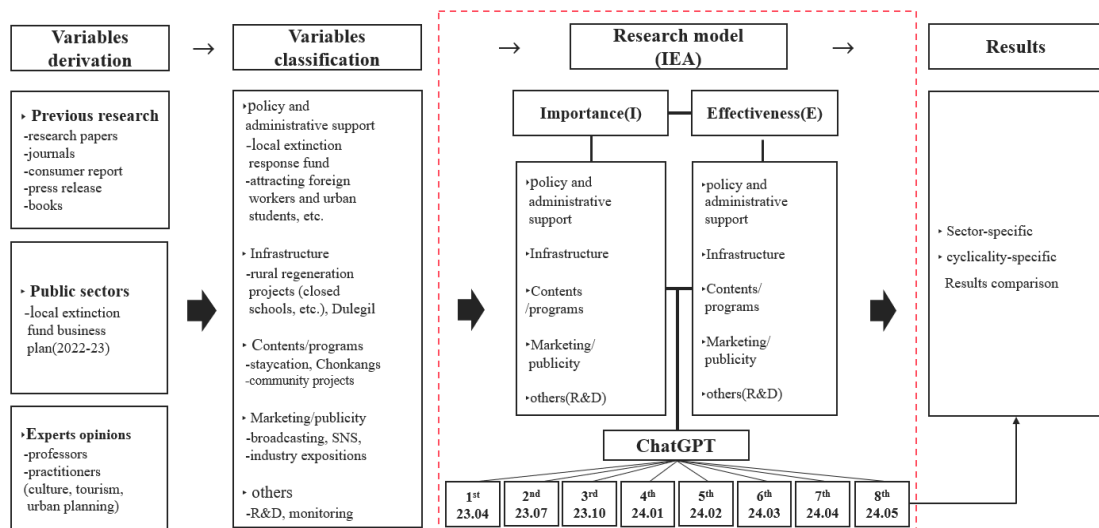 Variables
derivation
→
Variables
classification
→
Research model
(IEA)
→
Results
‣ Previous research
-research papers
-journals
-consumer report
-press release
-books
‣ Public sectors
-local extinction
fund business
plan(2022-23)
‣Experts opinions
-professors
-practitioners
(culture, tourism,
urban planning)
‣policy and
administrative support
-local extinction
response fund
-attracting foreign
workers and urban
students, etc.
‣ Infrastructure
-rural regeneration
projects (closed
schools, etc.), Dulegil
‣ Contents/programs
-staycation, Chonkangs
-community projects
‣ Marketing/publicity
-broadcasting, SNS,
-industry expositions
‣ others
-R&D, monitoring
Importance(I)
‣policy and
administrative
support
‣Infrastructure
‣Contents
/programs
‣Marketing/
publicity
‣others(R&D)
Effectiveness(E)
‣policy and
administrative
support
‣Infrastructure
‣Contents/
programs
‣Marketing/
publicity
‣others(R&D)
ChatGPT
1st
23.04
2nd
23.07
3rd
23.10
4th
24.01
5th
24.02
6th
24.03
7th
24.04
8th
24.05
‣ Sector-specific
‣ cyclicality-specific
Results comparison